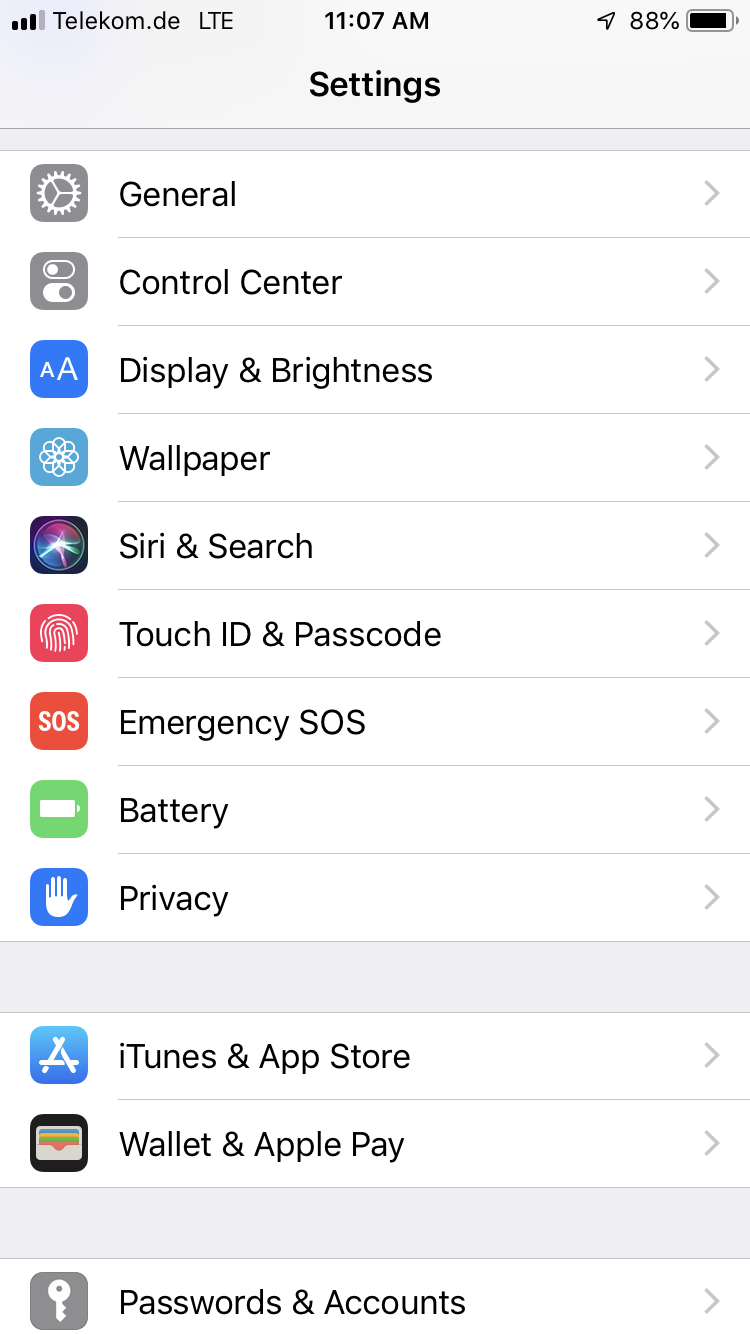 Telekom.de LTE 11:07 AM 88%
Settings
General
Control Center
AA Display & Brightness
Wallpaper
Siri & Search
Touch ID & Passcode
SOS Emergency SOS
Battery
Privacy
iTunes & App Store
Wallet & Apple Pay
Passwords & Accounts